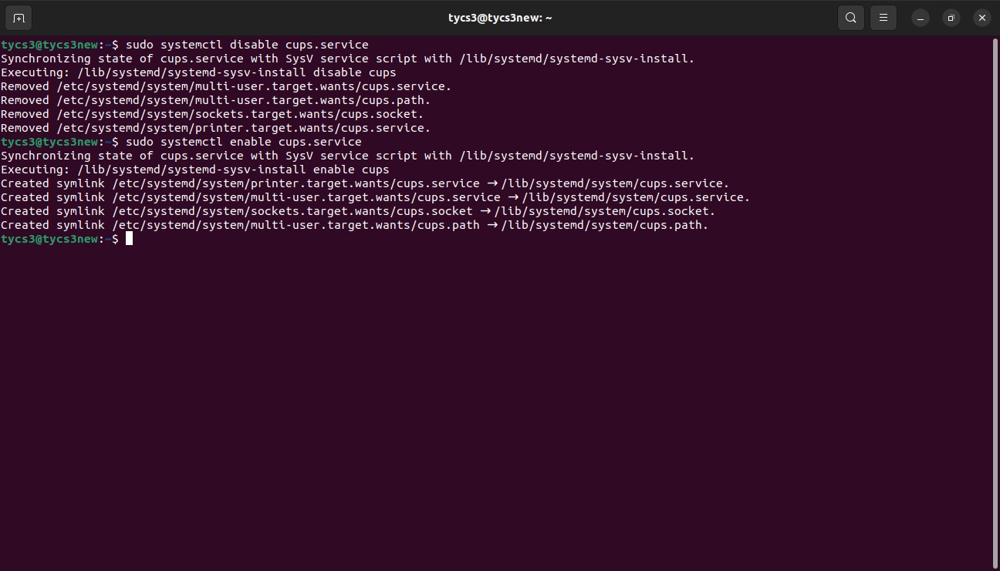 tycs3@tycs3new: ~
tycs3@tycs3new:~$ sudo systemctl disable cups.service
Synchronizing state of cups.service with SysV service script with /lib/systemd/systemd-sysv-install.
Executing: /lib/systemd/systemd-sysv-install disable cups
Removed /etc/systemd/system/multi-user.target.wants/cups.service.
Removed /etc/systemd/system/multi-user.target.wants/cups.path.
Removed /etc/systemd/system/sockets.target.wants/cups.socket.
Removed /etc/systemd/system/printer.target.wants/cups.service.
tycs3@tycs3new:~$ sudo systemctl enable cups.service
Synchronizing state of cups.service with SysV service script with /lib/systemd/systemd-sysv-install.
Executing: /lib/systemd/systemd-sysv-install enable cups
Created symlink /etc/systemd/system/printer.target.wants/cups.service → /lib/systemd/system/cups.service.
Created symlink /etc/systemd/system/multi-user.target.wants/cups.service → /lib/systemd/system/cups.service.
Created symlink /etc/systemd/system/sockets.target.wants/cups.socket → /lib/systemd/system/cups.socket.
Created symlink /etc/systemd/system/multi-user.target.wants/cups.path → /lib/systemd/system/cups.path.
tycs3@tycs3new:~$